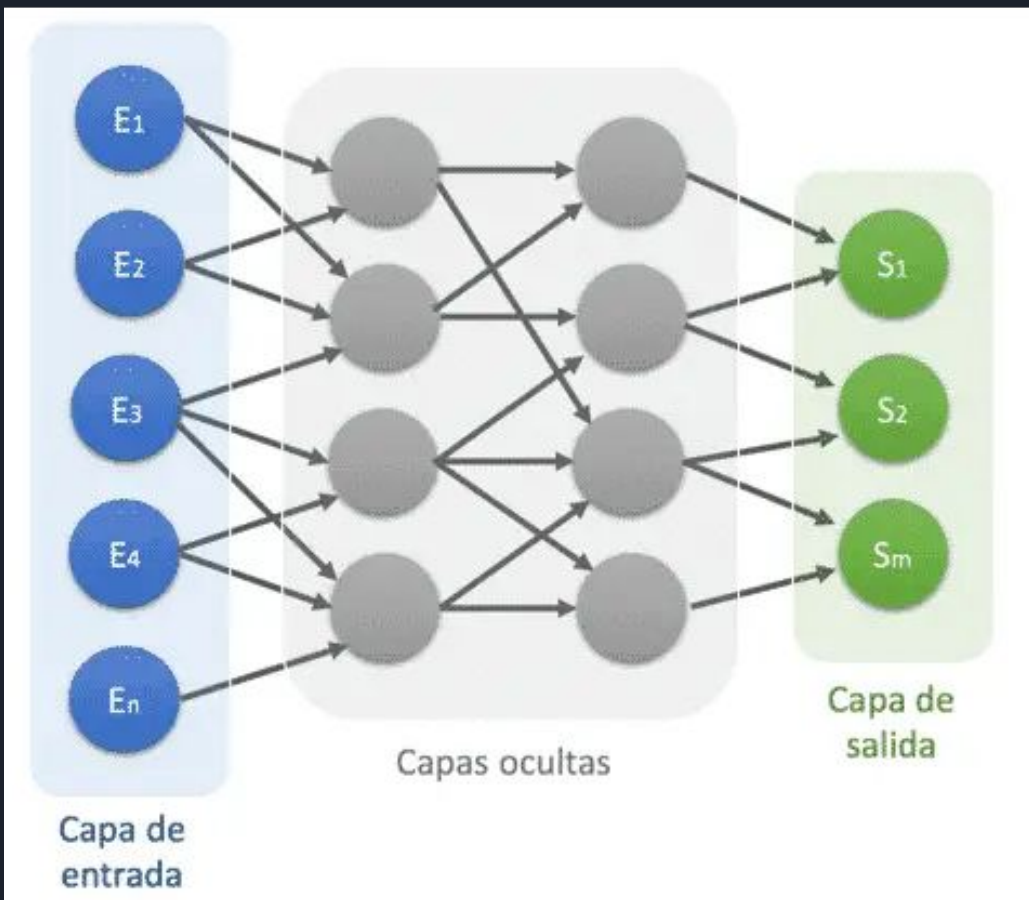 E1
E2
E3
E4
En
S1
S2
Sm
Capas ocultas
Capa de
salida
Capa de
entrada